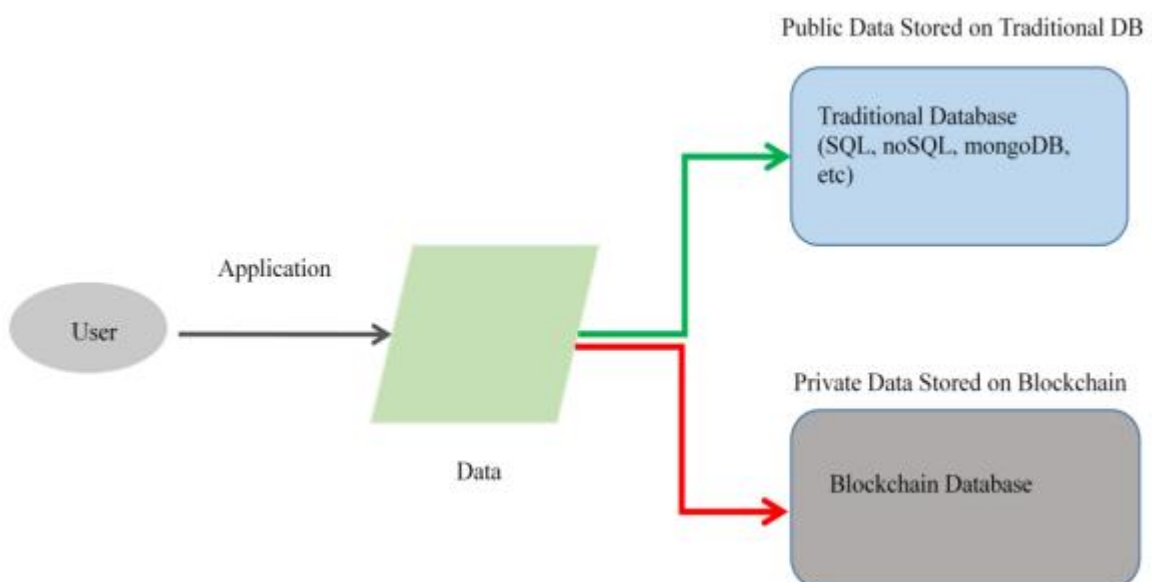 Public Data Stored on Traditional DB
Traditional Database
(SQL, noSQL, mongoDB,
etc)
Application
User
Data
Private Data Stored on Blockchain
Blockchain Database